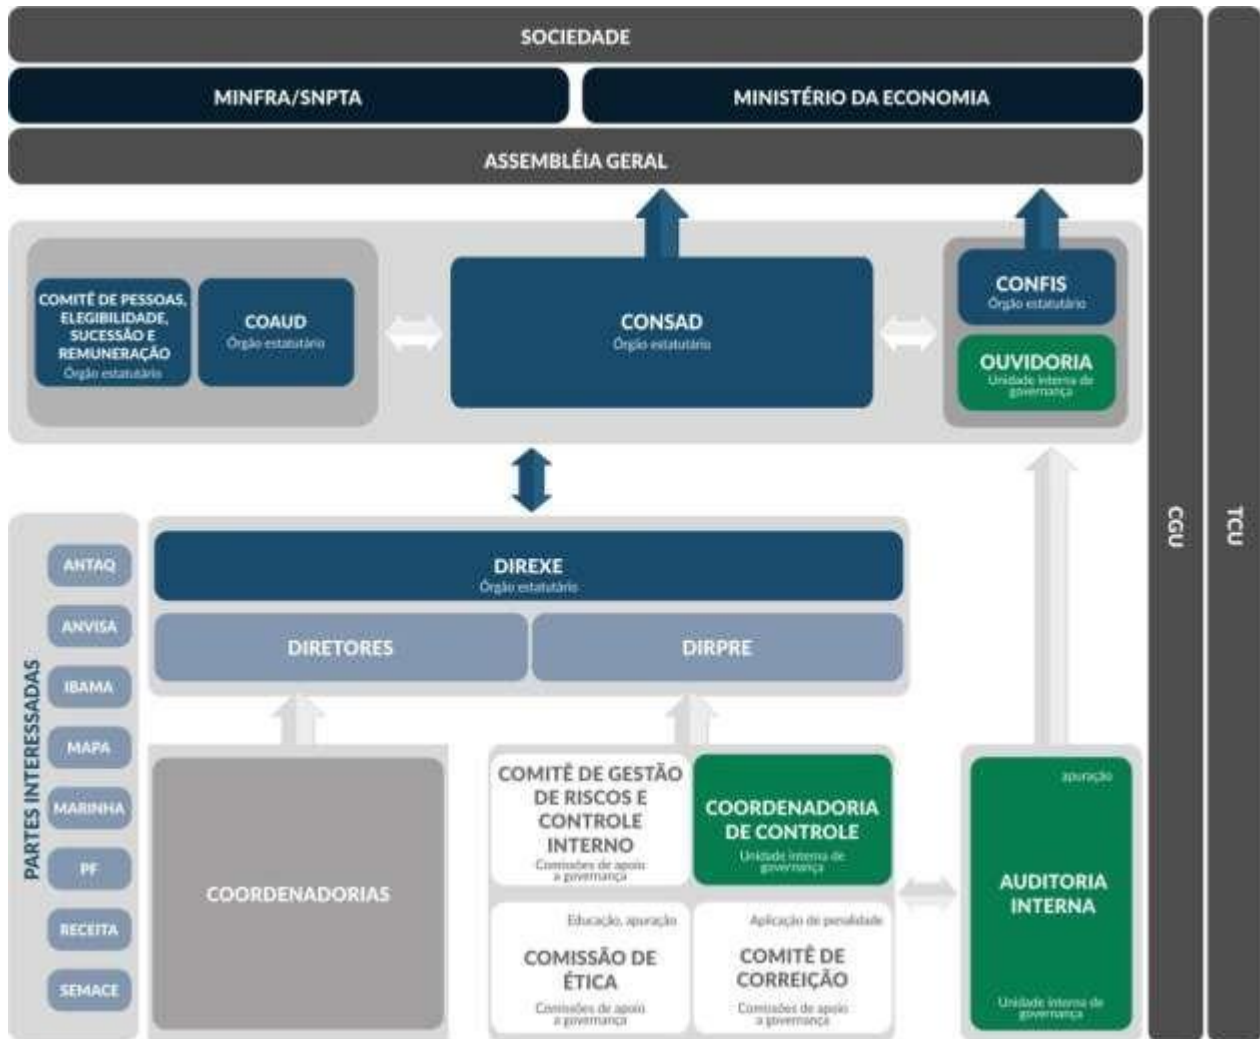 SOCIEDADE
MINFRA/SNPTA
MINISTÉRIO DA ECONOMIA
ASSEMBLÉIA GERAL
COMITÊ DE PESSOAS,
ELEGIBILIDADE,
SUCESSÃO E
REMUNERAÇÃO
Órgão estatutário
COAUD
Órgão estatutário
CONSAD
Órgão estatutário
CONFIS
Órgão estatutário
OUVIDORIA
Unidade interna de
governança
CGU
TCU
PARTES INTERESSADAS
ANTAQ
ANVISA
IBAMA
MAPA
MARINHA
PF
RECEITA
SEMACE
DIREXE
Órgão estatutário
DIRETORES
DIRPRE
COORDENADORIAS
COMITÊ DE GESTÃO
DE RISCOS E
CONTROLE
INTERNO
Comissões de apoio
a governança
COORDENADORIA
DE CONTROLE
Unidade interna de
governança
Educação, apuração
COMISSÃO DE
ÉTICA
Comissões de apoio
a governança
Aplicação de penalidade
COMITÊ DE
CORREIÇÃO
Comissões de apoio
a governança
apuração
AUDITORIA
INTERNA
Unidade interna de
governança